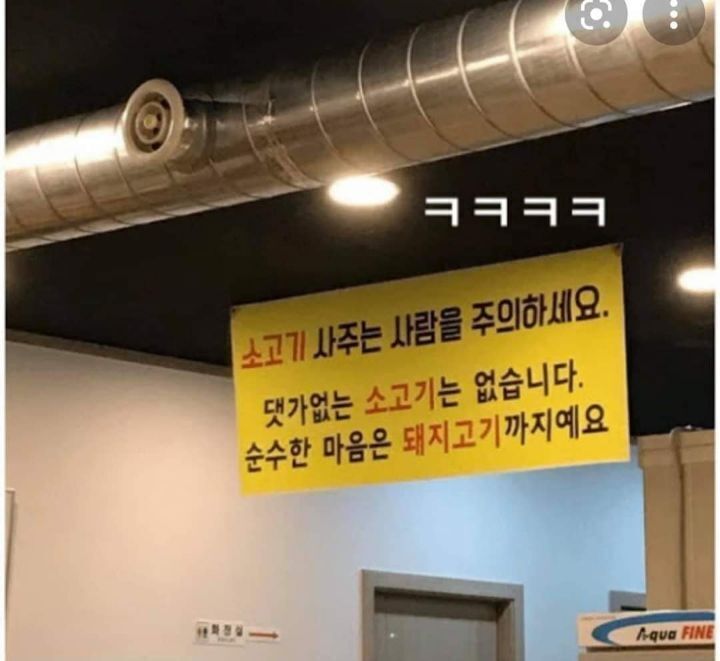 ㅋㅋㅋㅋ
소고기 사주는 사람을 주의하세요.
댓가없는 소고기는 없습니다.
순수한 마음은 돼지고기까지예요
화장실
Aqua FINE